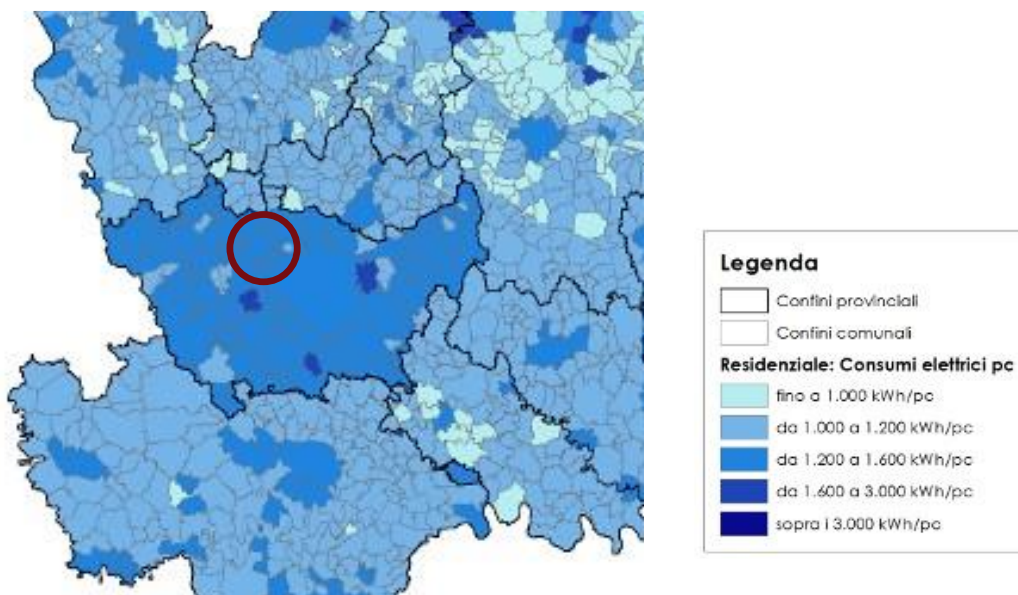 Legenda
Confini provinciali
Confini comunali
Residenziale: Consumi elettrici pc
fino a 1.000 kWh/pc
da 1.000 a 1.200 kWh/pc
da 1.200 a 1.600 kWh/pc
da 1.600 a 3.000 kWh/pc
sopra i 3.000 kWh/pc